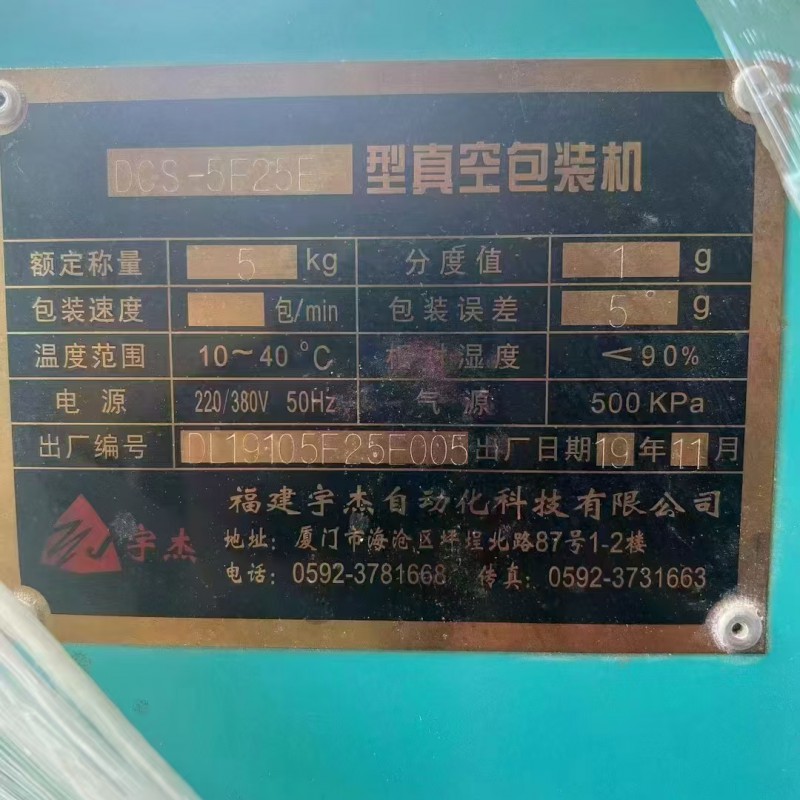 DCS-5F25E 型真空包装机
额定称量 5 kg 分度值 1 g
包装速度 包/min 包装误差 5 g
温度范围 10~40 °C 相对湿度 <90%
电源 220/380V 50Hz 气源 500 KPa
出厂编号 DL19105F25E005 出厂日期 19 年 11 月
福建宇杰自动化科技有限公司
宇杰 地址: 厦门市海沧区坪埕北路87号1-2楼
电话: 0592-3781668 传真: 0592-3731663